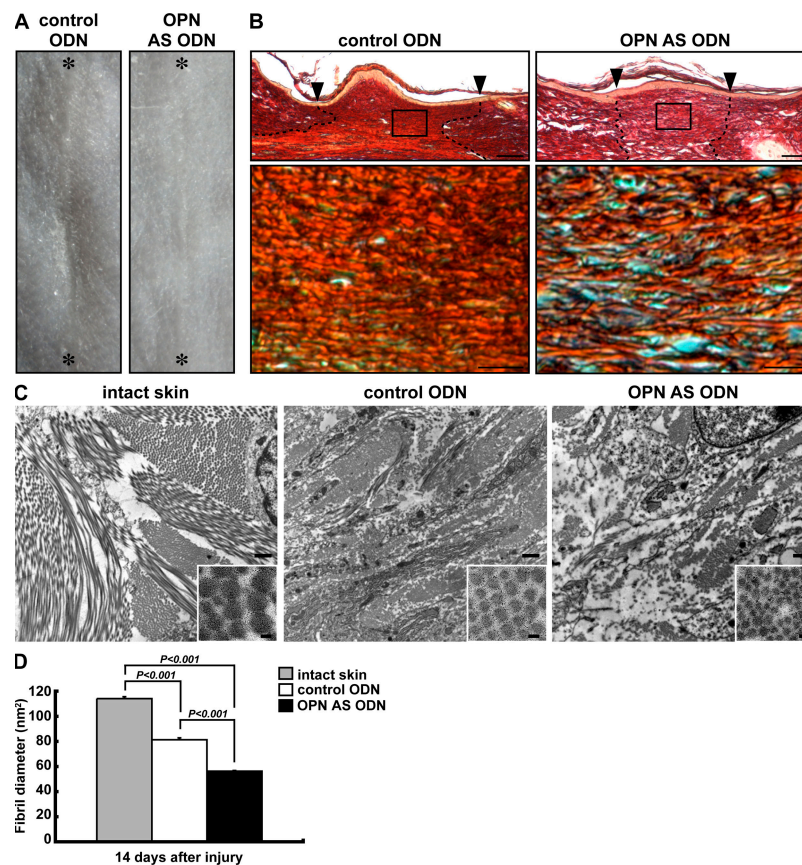 A
control
ODN
OPN
AS ODN
*
*
*
*
B
control ODN
OPN AS ODN
C
intact skin
control ODN
OPN AS ODN
D
P<0.001
P<0.001
P<0.001
intact skin
control ODN
OPN AS ODN
Fibril diameter (nm²)
120
100
80
60
40
20
0
14 days after injury